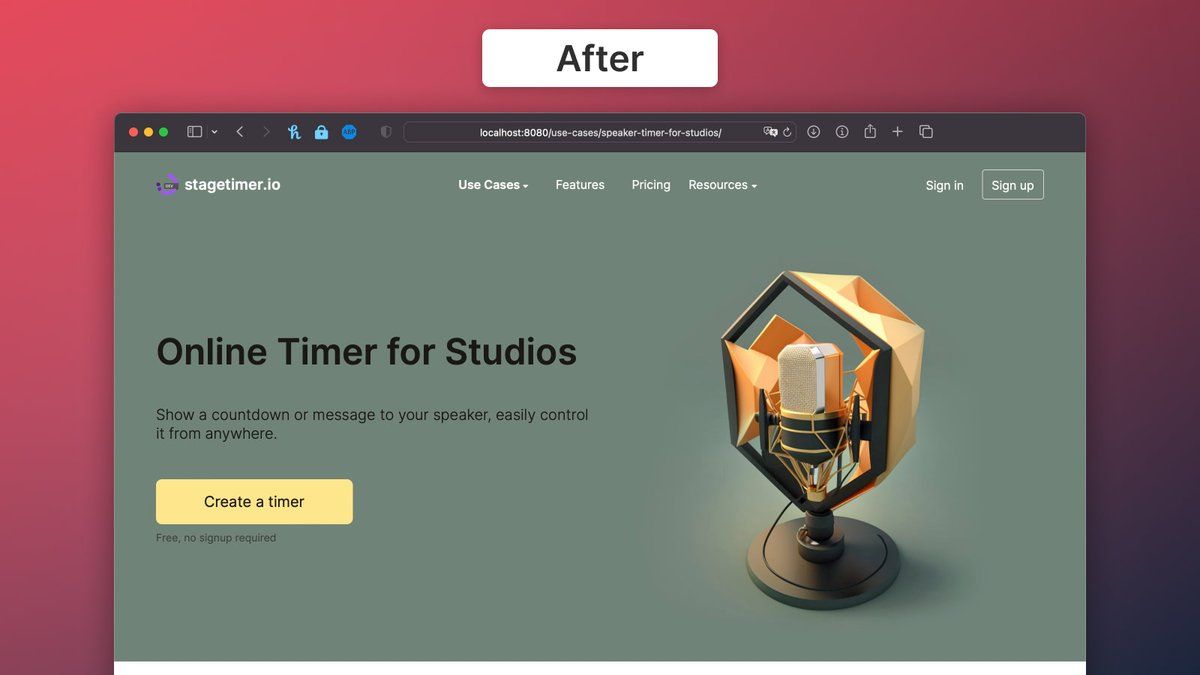 After
ABP
localhost:8080/use-cases/speaker-timer-for-studios/
DEV
stagetimer.io
Use Cases
Features
Pricing
Resources
Sign in
Sign up
Online Timer for Studios
Show a countdown or message to your speaker, easily control
it from anywhere.
Create a timer
Free, no signup required